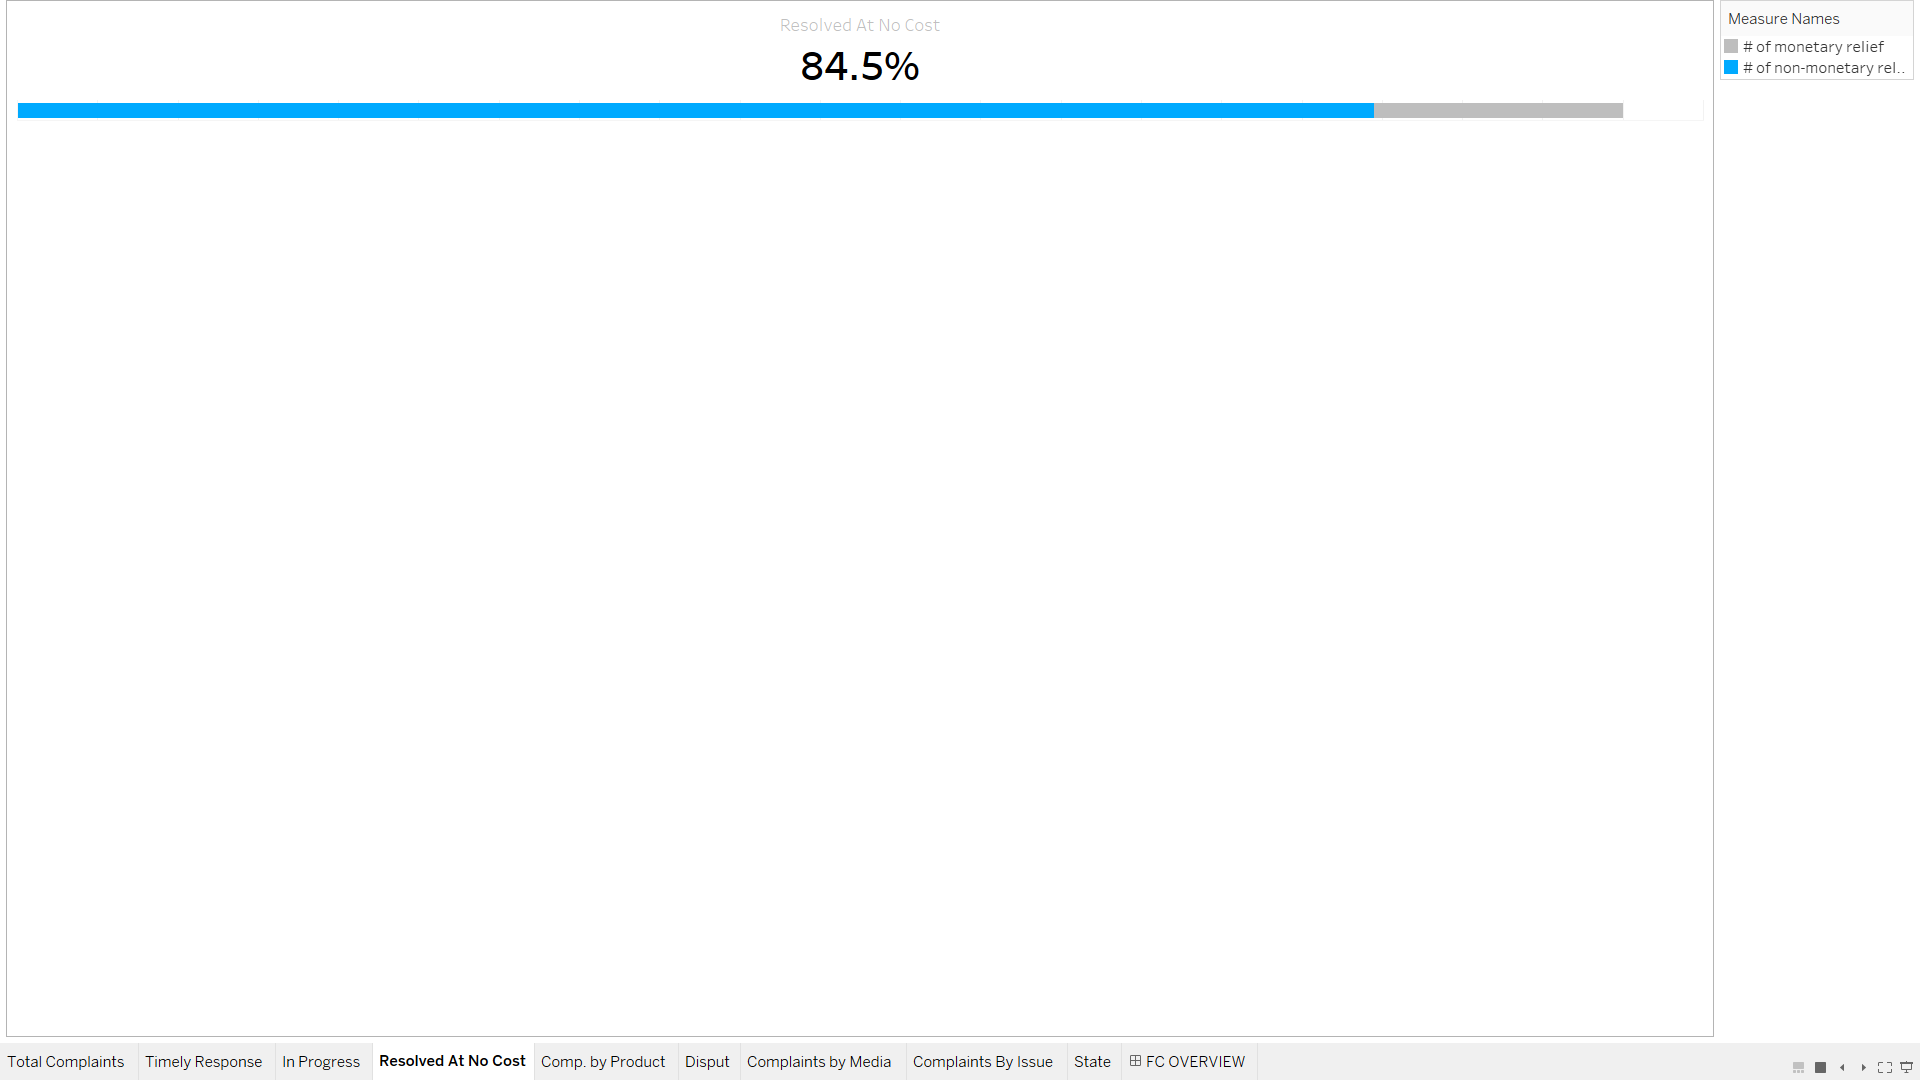 Resolved At No Cost
84.5%
Measure Names
# of monetary relief
# of non-monetary rel..
Total Complaints
Timely Response
In Progress
Resolved At No Cost
Comp. by Product
Disput
Complaints by Media
Complaints By Issue
State
FC OVERVIEW